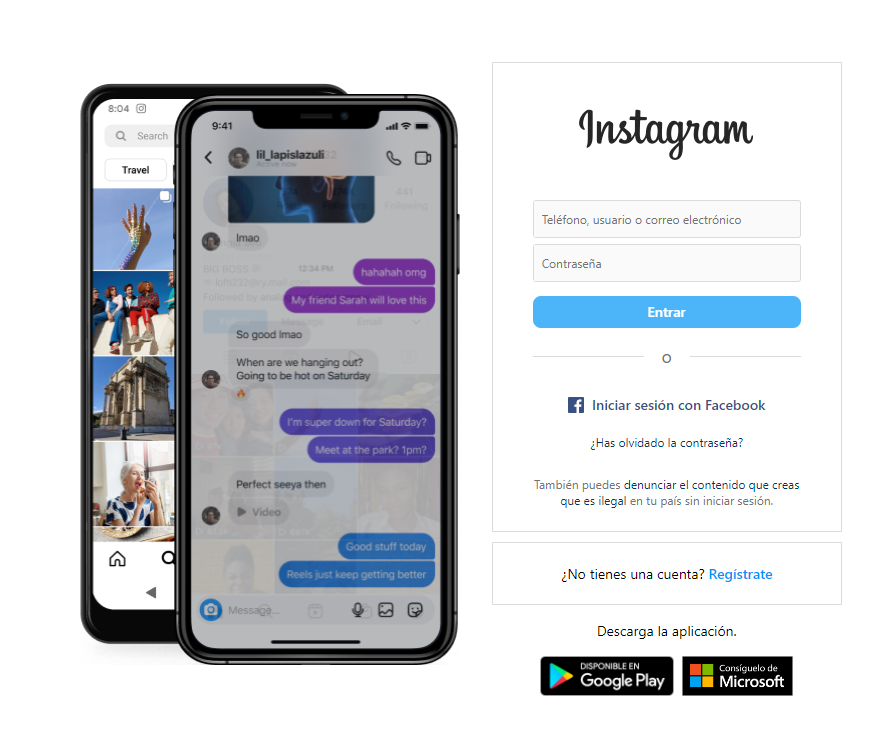 8:04
Search
Travel
9:41
lil_lapislazuli
Active now
lmao
hahahah omg
My friend Sarah will love this
So good lmao
When are we hanging out?
Going to be hot on Saturday
🔥
I'm super down for Saturday?
Meet at the park? 1pm?
Perfect seeya then
Video
Good stuff today
Reels just keep getting better
Message...
BIG BOSS
12:34 PM
Message
Email
Following
Instagram
Teléfono, usuario o correo electrónico
Contraseña
Entrar
O
Iniciar sesión con Facebook
¿Has olvidado la contraseña?
También puedes denunciar el contenido que creas
que es ilegal en tu país sin iniciar sesión.
¿No tienes una cuenta? Regístrate
Descarga la aplicación.
DISPONIBLE EN
Google Play
Consíguelo de
Microsoft